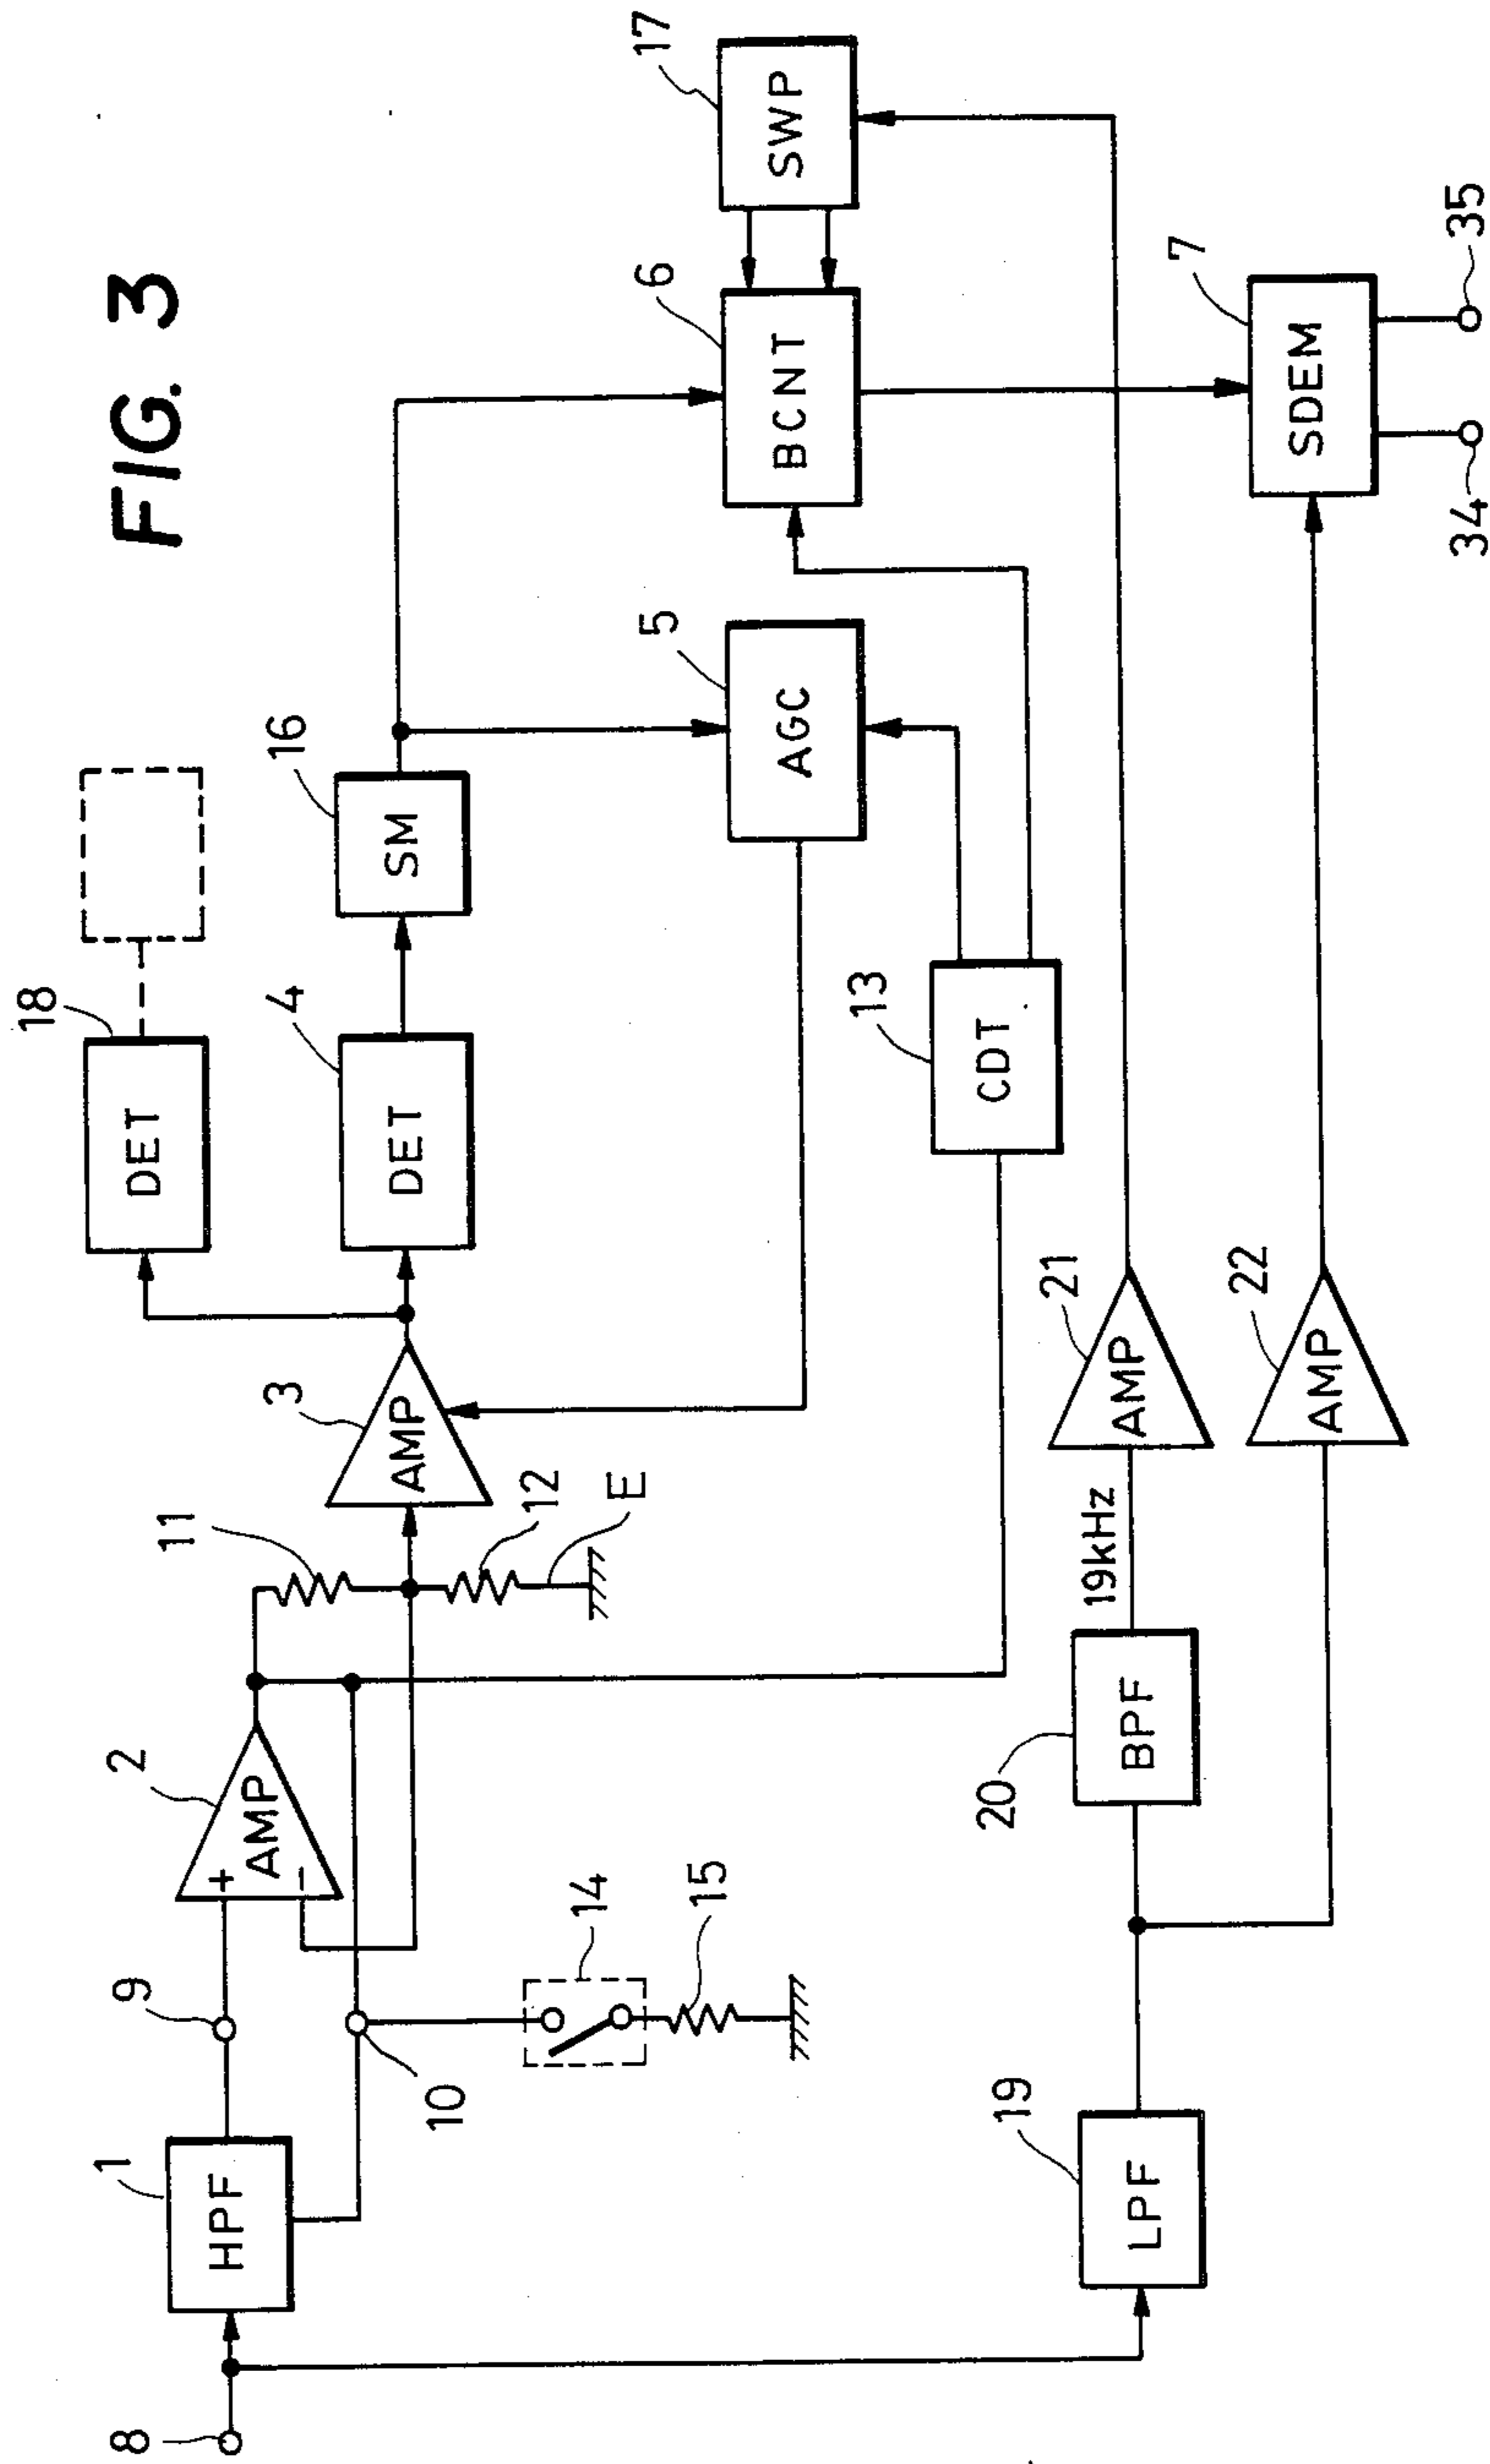 FIG. 3
18
DET
16
4
DET
SM
3
AMP
11
12
E
2
AMP
+
−
9
1
HPF
8
10
14
15
5
AGC
6
BCNT
17
SWP
13
CDT
19
LPF
20
BPF
19kHz
21
AMP
22
AMP
7
SDEM
34
35